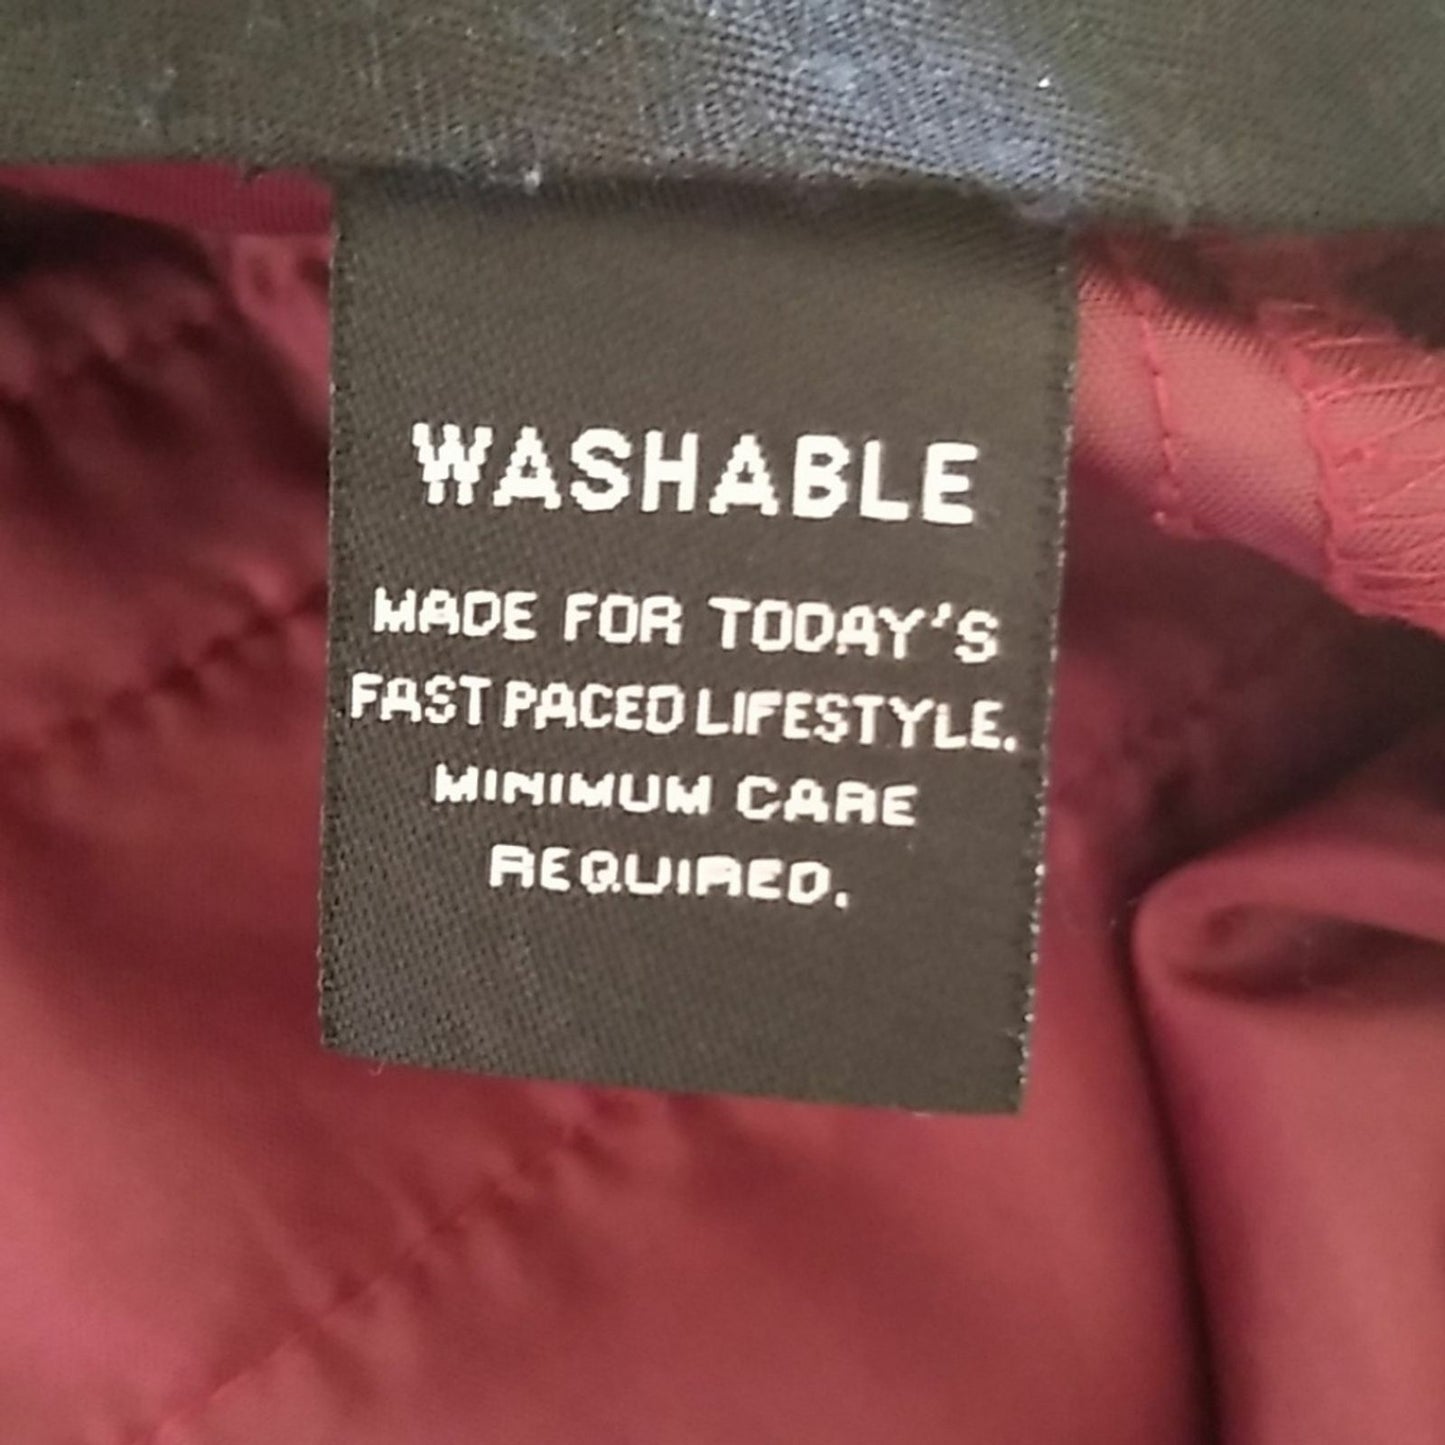 WASHABLE
MADE FOR TODAY'S
FAST PACED LIFESTYLE.
MINIMUM CARE
REQUIRED.